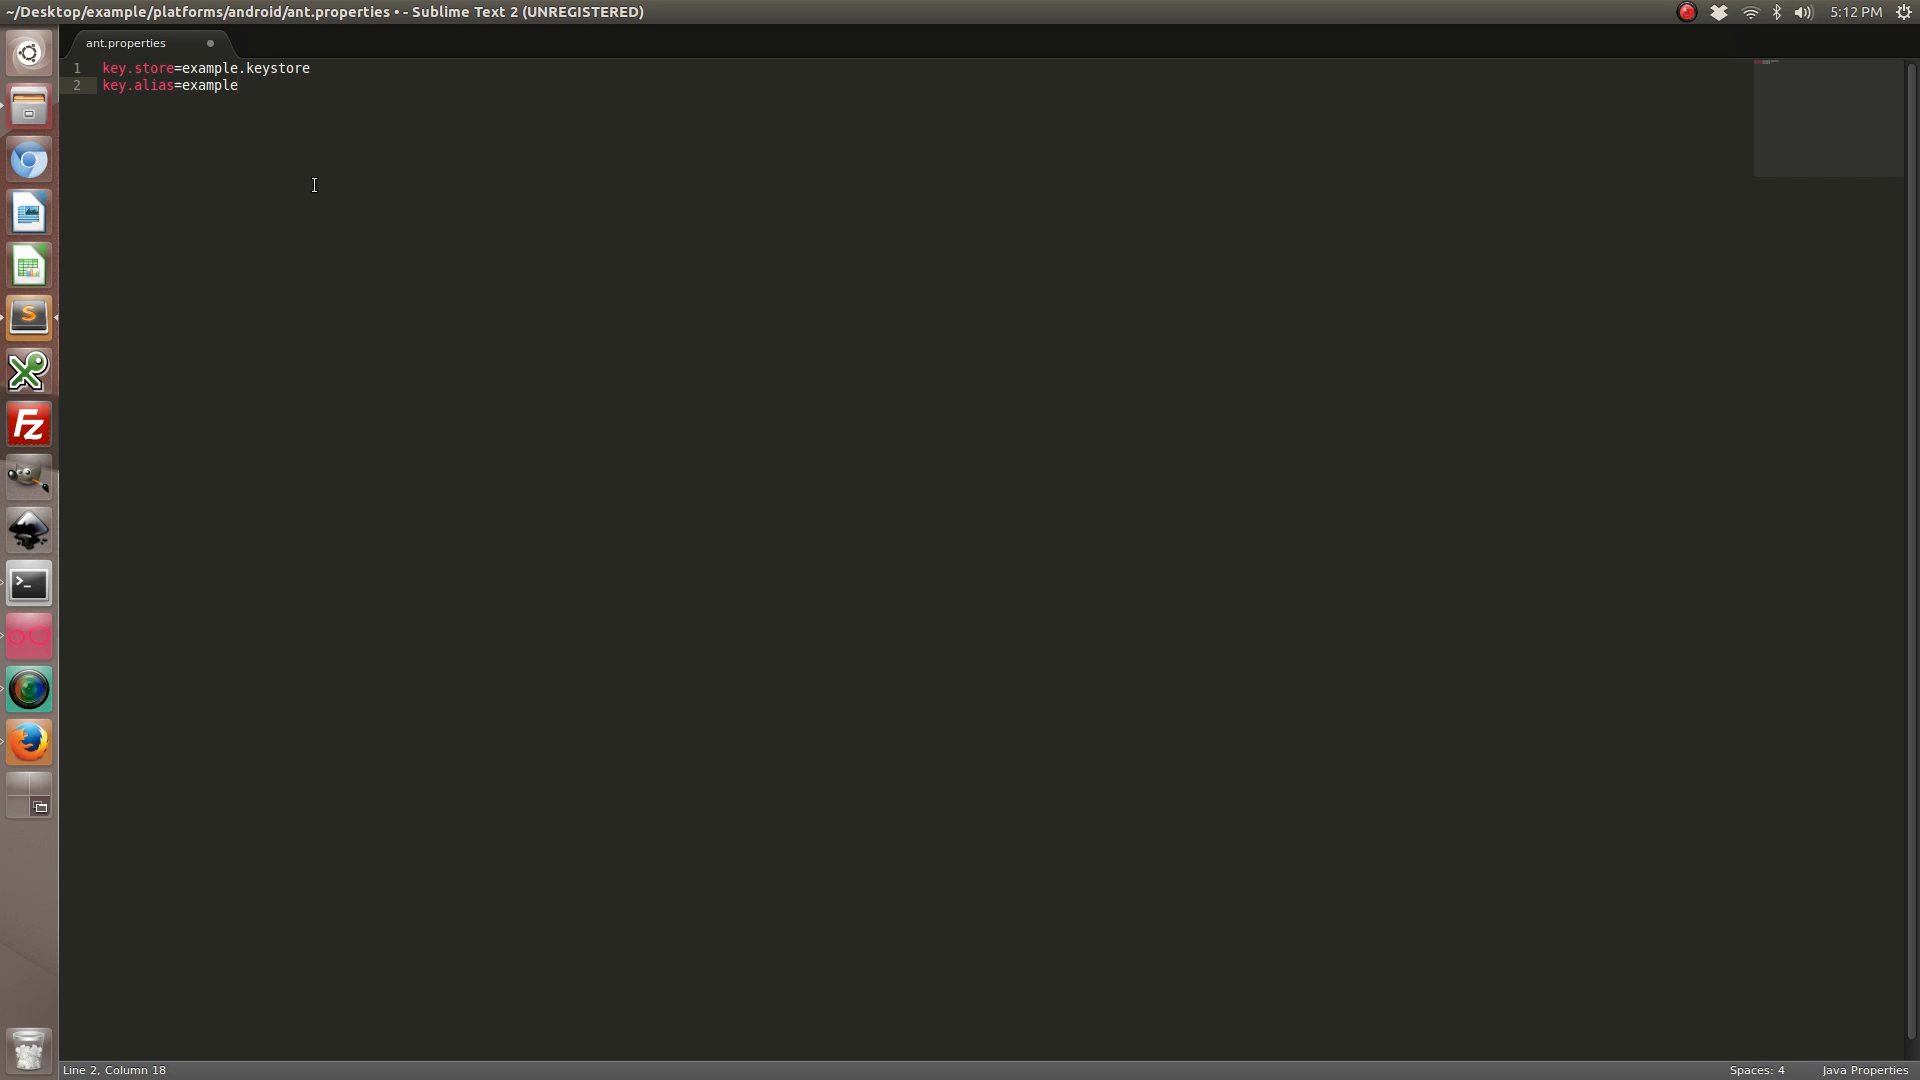 ~/Desktop/example/platforms/android/ant.properties • - Sublime Text 2 (UNREGISTERED)
5:12 PM
ant.properties
1 key.store=example.keystore
2 key.alias=example
S
Fz
>_
Line 2, Column 18
Spaces: 4
Java Properties